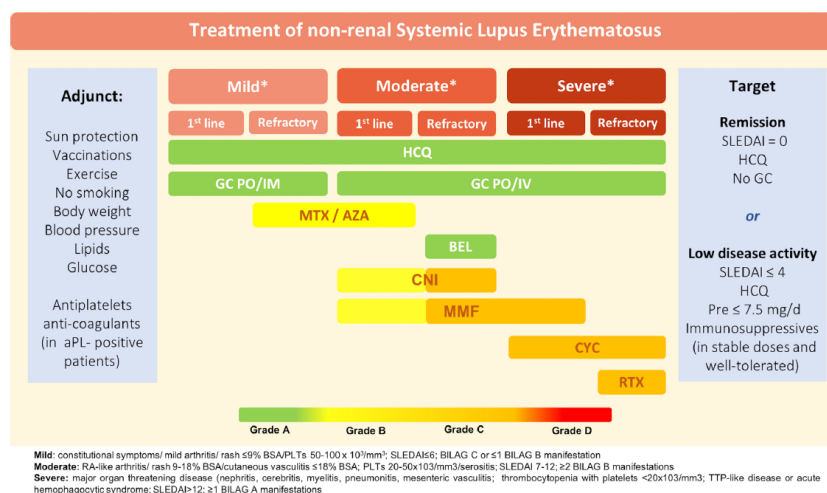 Treatment of non-renal Systemic Lupus Erythematosus
Adjunct:
Sun protection
Vaccinations
Exercise
No smoking
Body weight
Blood pressure
Lipids
Glucose
Antiplatelets
anti-coagulants
(in aPL- positive
patients)
Mild* Moderate* Severe*
1st line Refractory 1st line Refractory 1st line Refractory
HCQ
GC PO/IM GC PO/IV
MTX / AZA
BEL
CNI
MMF
CYC
RTX
Grade A Grade B Grade C Grade D
Target
Remission
SLEDAI = 0
HCQ
No GC
or
Low disease activity
SLEDAI ≤ 4
HCQ
Pre ≤ 7.5 mg/d
Immunosuppressives
(in stable doses and
well-tolerated)
Mild: constitutional symptoms/ mild arthritis/ rash ≤9% BSA/PLTS 50-100 x 10³/mm³; SLEDAI≤6; BILAG C or ≤1 BILAG B manifestation
Moderate: RA-like arthritis/ rash 9-18% BSA/cutaneous vasculitis ≤18% BSA; PLTS 20-50x103/mm3/serositis; SLEDAI 7-12; ≥2 BILAG B manifestations
Severe: major organ threatening disease (nephritis, cerebritis, myelitis, pneumonitis, mesenteric vasculitis; thrombocytopenia with platelets <20x103/mm3; TTP-like disease or acute
hemophagocytic syndrome; SLEDAI>12; ≥1 BILAG A manifestations